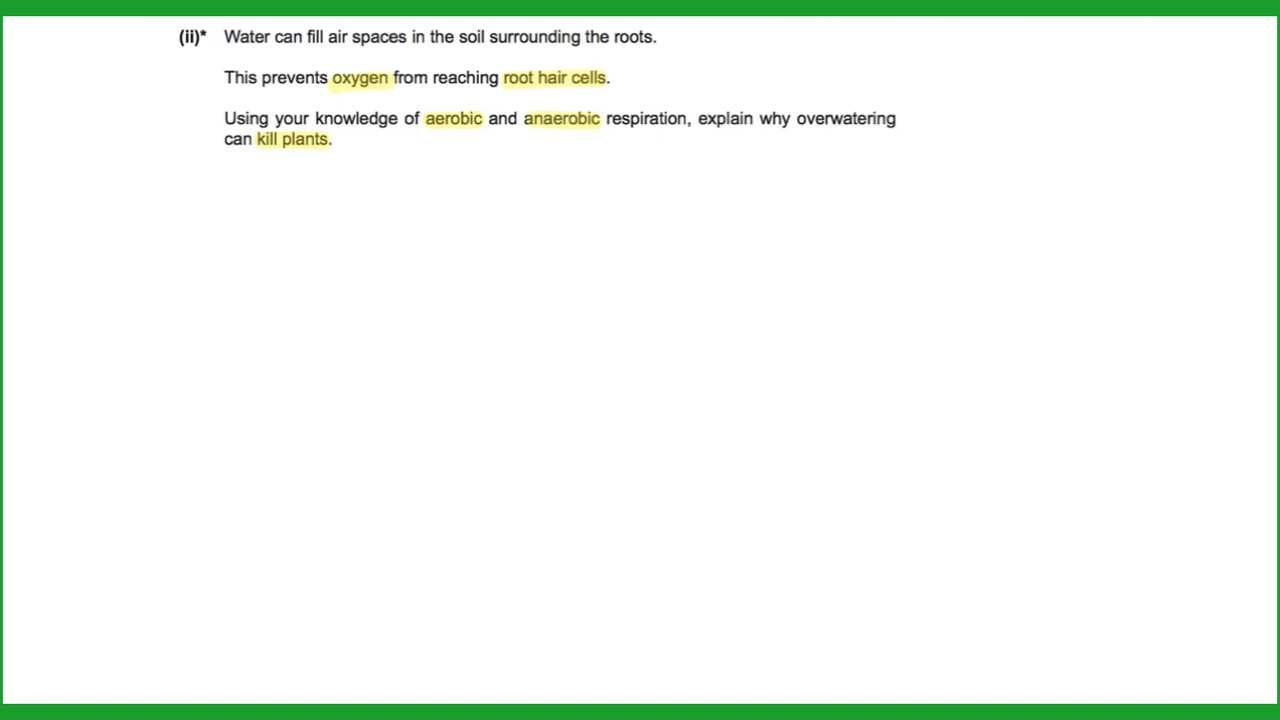 (ii)* Water can fill air spaces in the soil surrounding the roots.
This prevents oxygen from reaching root hair cells.
Using your knowledge of aerobic and anaerobic respiration, explain why overwatering
can kill plants.